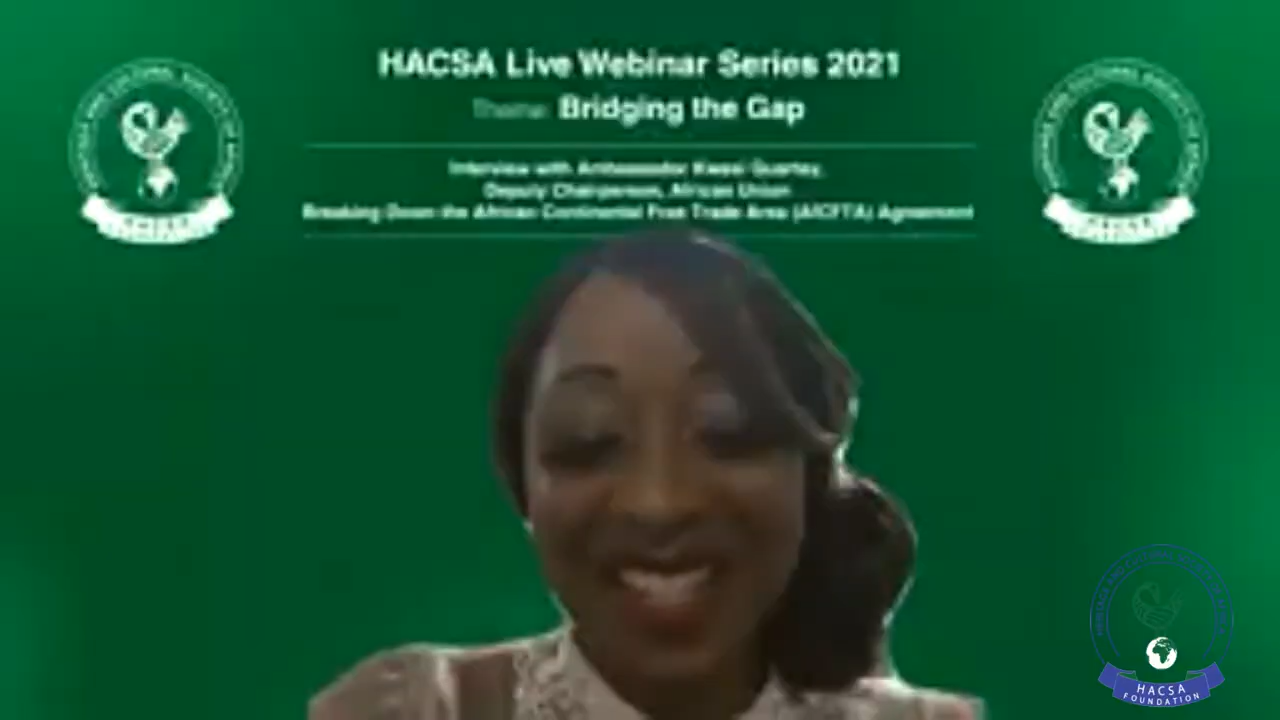 HACSA Live Webinar Series 2021
Theme: Bridging the Gap
Interview with Ambassador Kwesi Quartey,
Deputy Chairperson, African Union
Breaking Down the African Continental Free Trade Area (AfCFTA) Agreement
HACSA
FOUNDATION